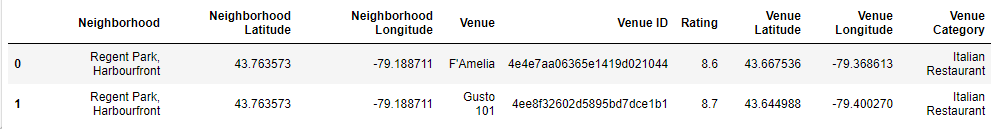 Neighborhood Neighborhood Latitude Neighborhood Longitude Venue Venue ID Rating Venue Latitude Venue Longitude Venue Category
0 Regent Park, Harbourfront 43.763573 -79.188711 F'Amelia 4e4e7aa06365e1419d021044 8.6 43.667536 -79.368613 Italian Restaurant
1 Regent Park, Harbourfront 43.763573 -79.188711 Gusto 101 4ee8f32602d5895bd7dce1b1 8.7 43.644988 -79.400270 Italian Restaurant